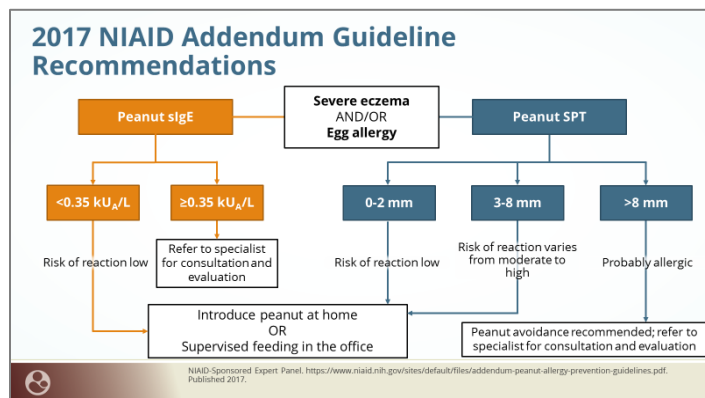 2017 NIAID Addendum Guideline
Recommendations
Severe eczema
AND/OR
Egg allergy
Peanut sIgE
Peanut SPT
<0.35 kUA/L
≥0.35 kUA/L
0-2 mm
3-8 mm
>8 mm
Risk of reaction low
Refer to specialist
for consultation and
evaluation
Risk of reaction low
Risk of reaction varies
from moderate to
high
Probably allergic
Introduce peanut at home
OR
Supervised feeding in the office
Peanut avoidance recommended; refer to
specialist for consultation and evaluation
NIAID-Sponsored Expert Panel. https://www.niaid.nih.gov/sites/default/files/addendum-peanut-allergy-prevention-guidelines.pdf.
Published 2017.